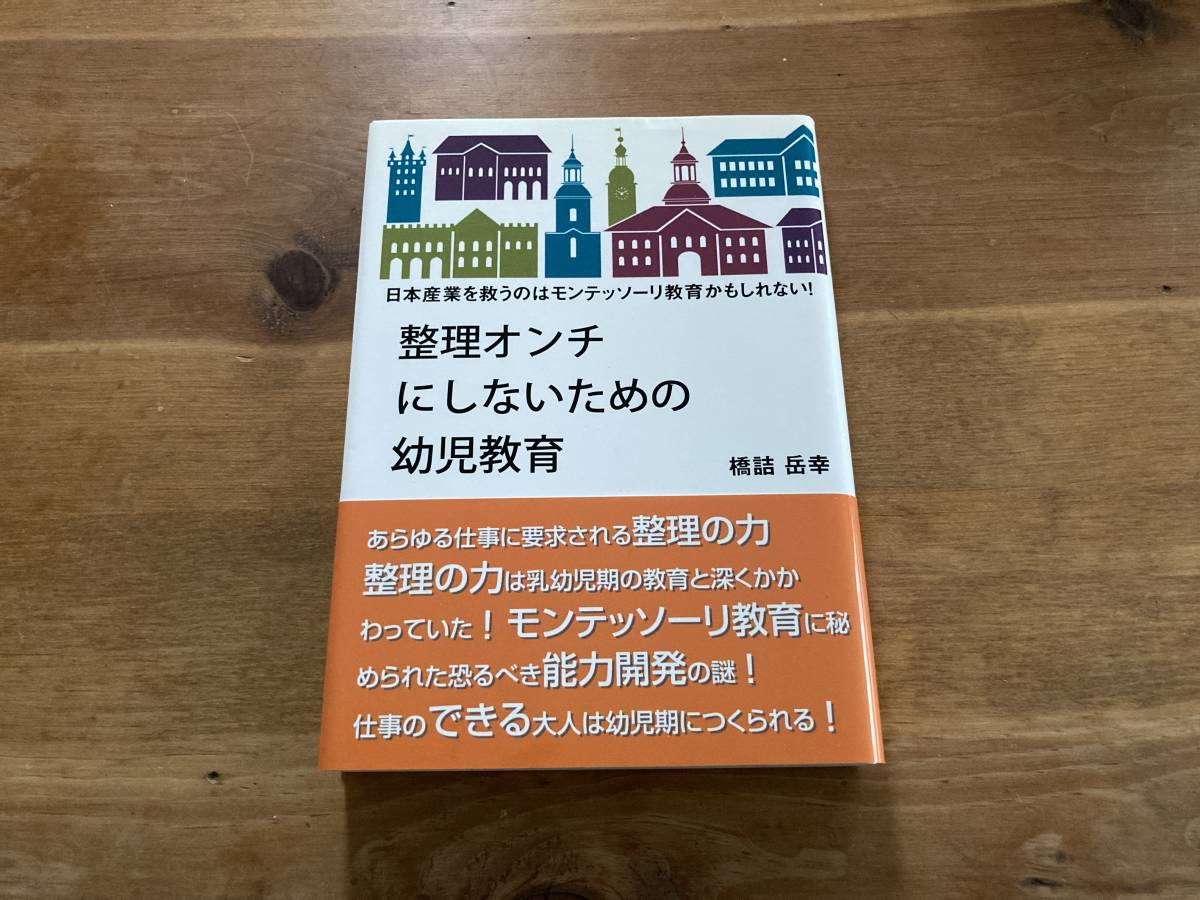 日本産業を救うのはモンテッソーリ教育かもしれない!
整理オンチ
にしないための
幼児教育
橋詰 岳幸
あらゆる仕事に要求される整理の力
整理の力は乳幼児期の教育と深くかか
わっていた!モンテッソーリ教育に秘
められた恐るべき能力開発の謎!
仕事のできる大人は幼児期につくられる!